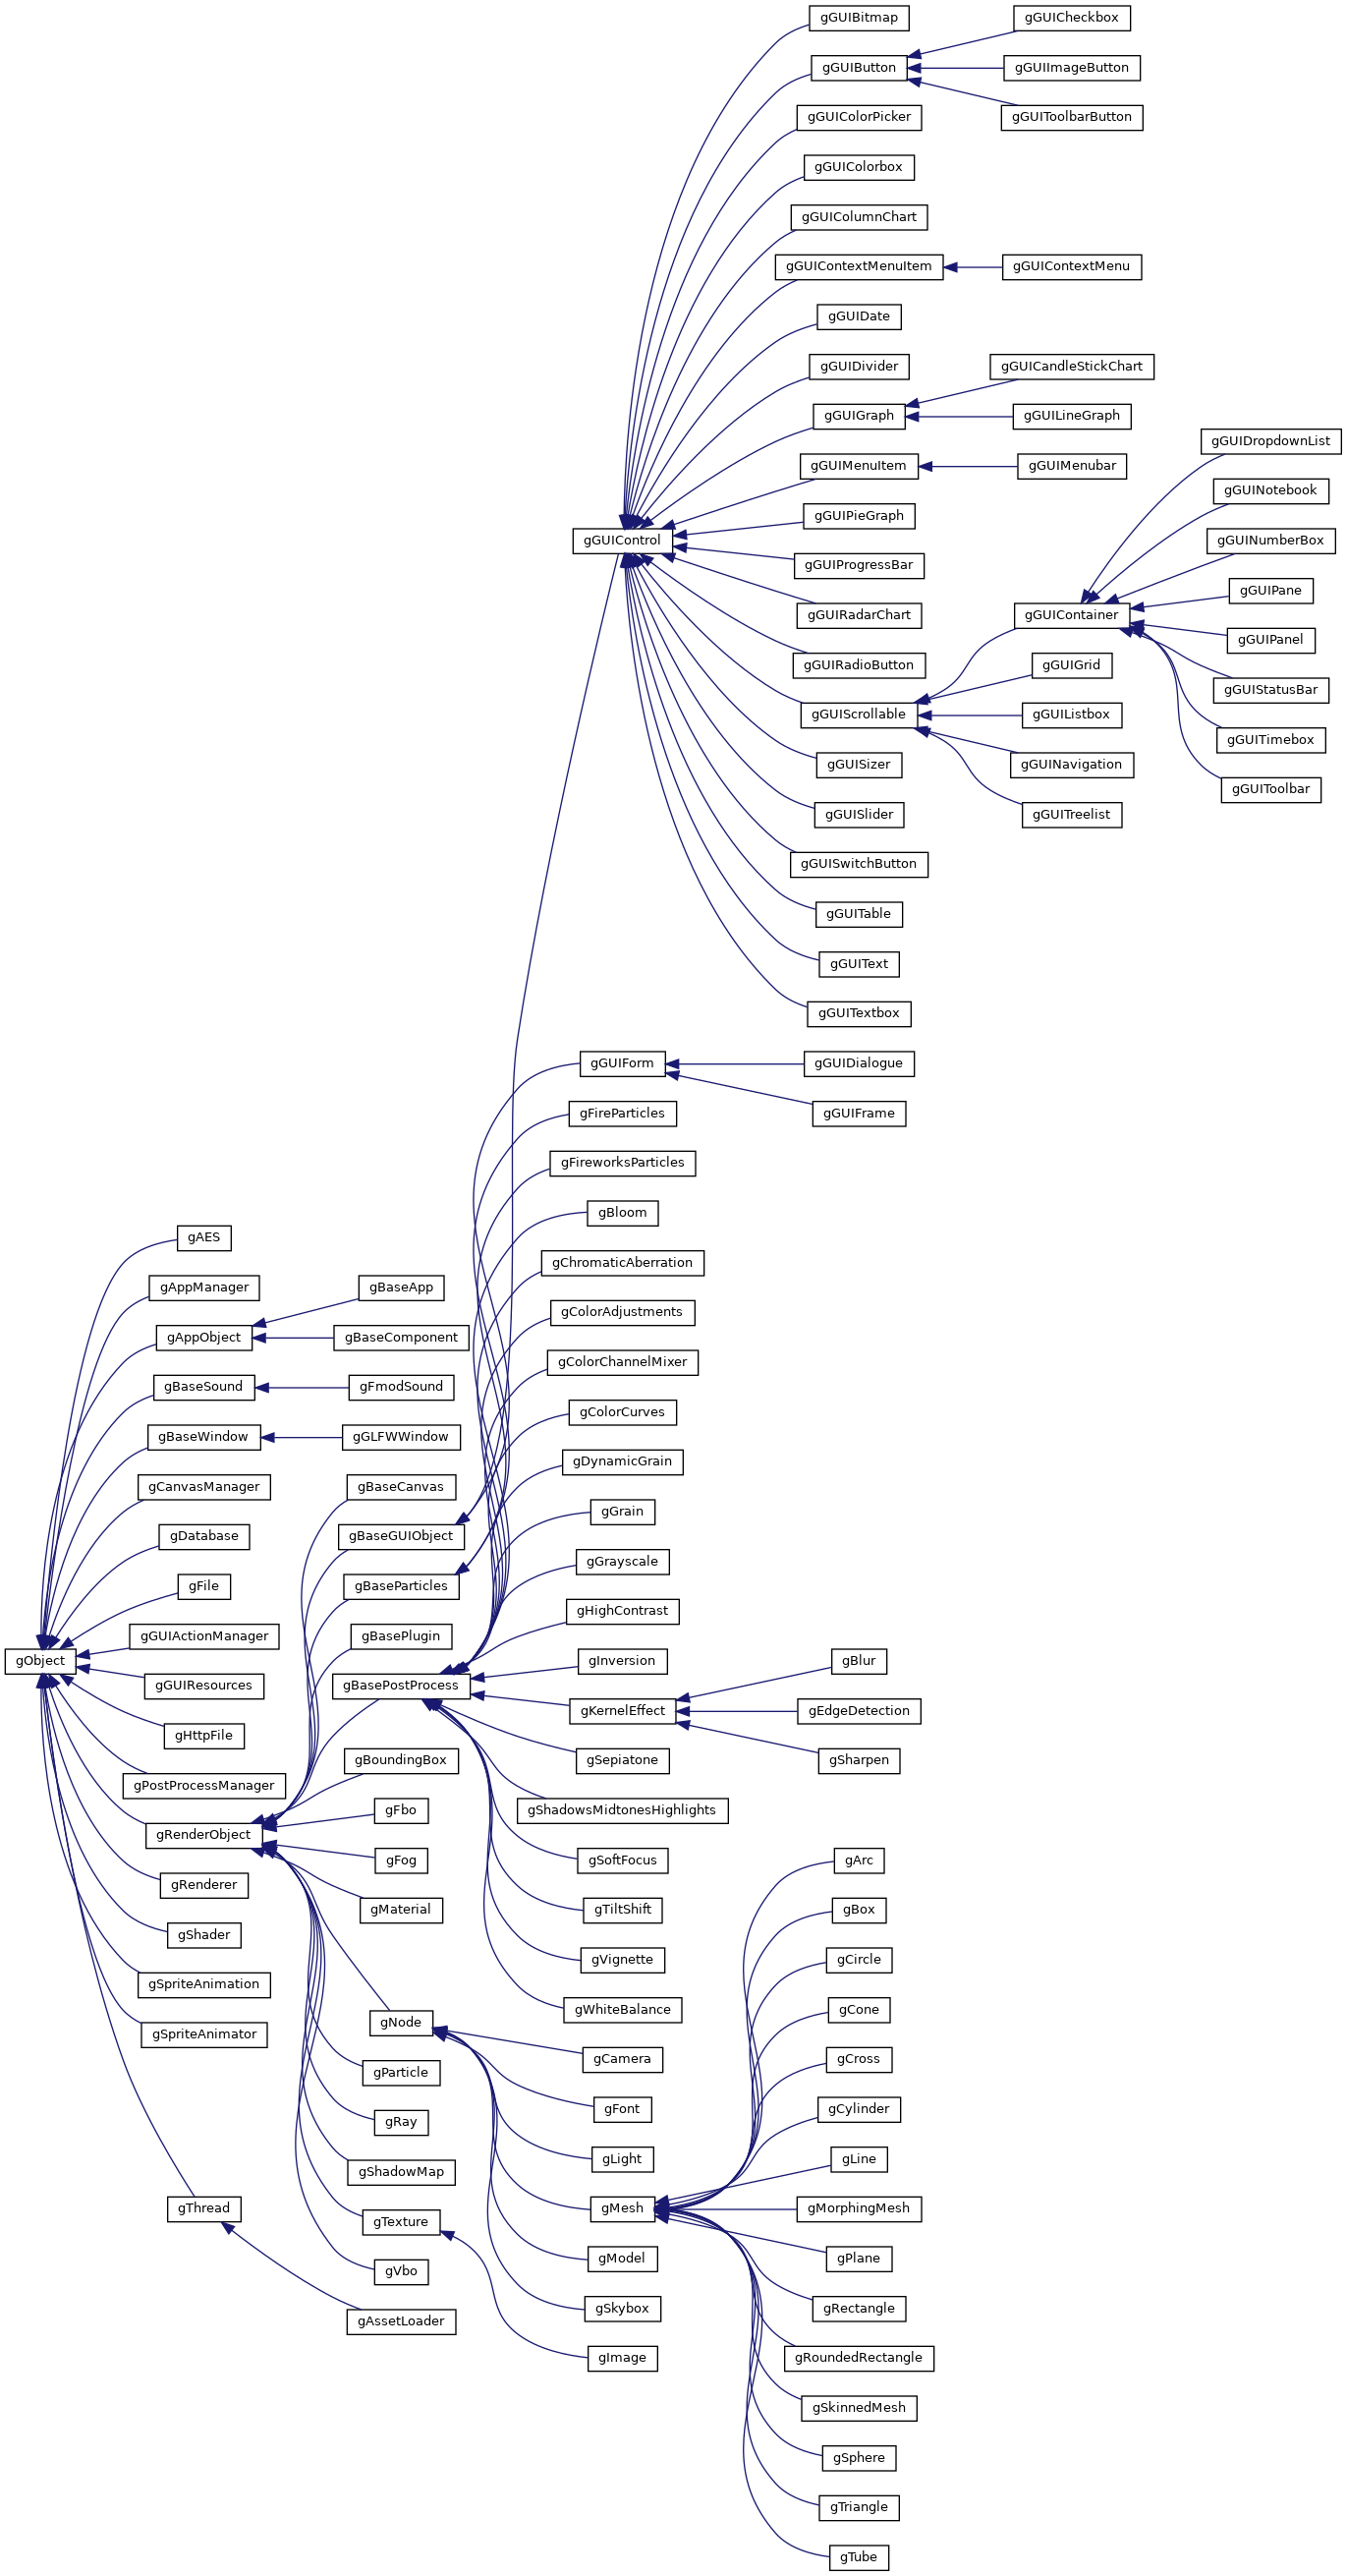 gGUIBitmap
gGUICheckbox
gGUIButton
gGUIImageButton
gGUIColorPicker
gGUIToolbarButton
gGUIColorbox
gGUIColumnChart
gGUIContextMenuItem
gGUIContextMenu
gGUIDate
gGUIDivider
gGUICandleStickChart
gGUIGraph
gGUILineGraph
gGUIDropdownList
gGUIMenuItem
gGUIMenubar
gGUINotebook
gGUIPieGraph
gGUIControl
gGUINumberBox
gGUIProgressBar
gGUIPane
gGUIRadarChart
gGUIContainer
gGUIPanel
gGUIRadioButton
gGUIGrid
gGUIStatusBar
gGUIScrollable
gGUIListbox
gGUITimebox
gGUISizer
gGUINavigation
gGUIToolbar
gGUISlider
gGUITreelist
gGUISwitchButton
gGUITable
gGUIText
gGUITextbox
gGUIForm
gGUIDialogue
gFireParticles
gGUIFrame
gFireworksParticles
gBloom
gAES
gChromaticAberration
gAppManager
gBaseApp
gColorAdjustments
gAppObject
gBaseComponent
gColorChannelMixer
gBaseSound
gFmodSound
gColorCurves
gBaseWindow
gGLFWWindow
gDynamicGrain
gCanvasManager
gBaseCanvas
gGrain
gDatabase
gBaseGUIObject
gGrayscale
gFile
gBaseParticles
gHighContrast
gGUIActionManager
gBasePlugin
gObject
gInversion
gBlur
gGUIResources
gBasePostProcess
gKernelEffect
gEdgeDetection
gHttpFile
gSepiatone
gSharpen
gPostProcessManager
gBoundingBox
gShadowsMidtonesHighlights
gRenderObject
gFbo
gSoftFocus
gArc
gRenderer
gFog
gTiltShift
gBox
gShader
gMaterial
gVignette
gCircle
gSpriteAnimation
gWhiteBalance
gCone
gSpriteAnimator
gNode
gCamera
gCross
gParticle
gFont
gCylinder
gRay
gLight
gLine
gShadowMap
gThread
gMesh
gMorphingMesh
gTexture
gModel
gPlane
gVbo
gSkybox
gRectangle
gAssetLoader
gImage
gRoundedRectangle
gSkinnedMesh
gSphere
gTriangle
gTube